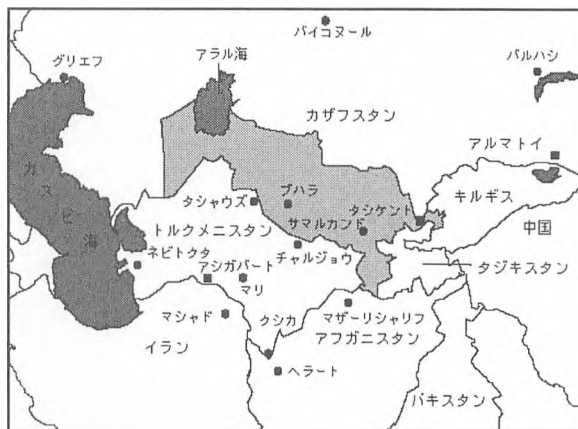 バイコヌール
グリエフ
アラル海
バルハシ
カザフスタン
アルマトイ
カスピ海
キルギス
タシャウズ
ブハラ
タシケント
中国
サマルカンド
トルクメニスタン
チャルジョウ
ネビトクタ
タジキスタン
アシガバート
マリ
マシャド
クシカ
マザーリシャリフ
アフガニスタン
イラン
ヘラート
パキスタン